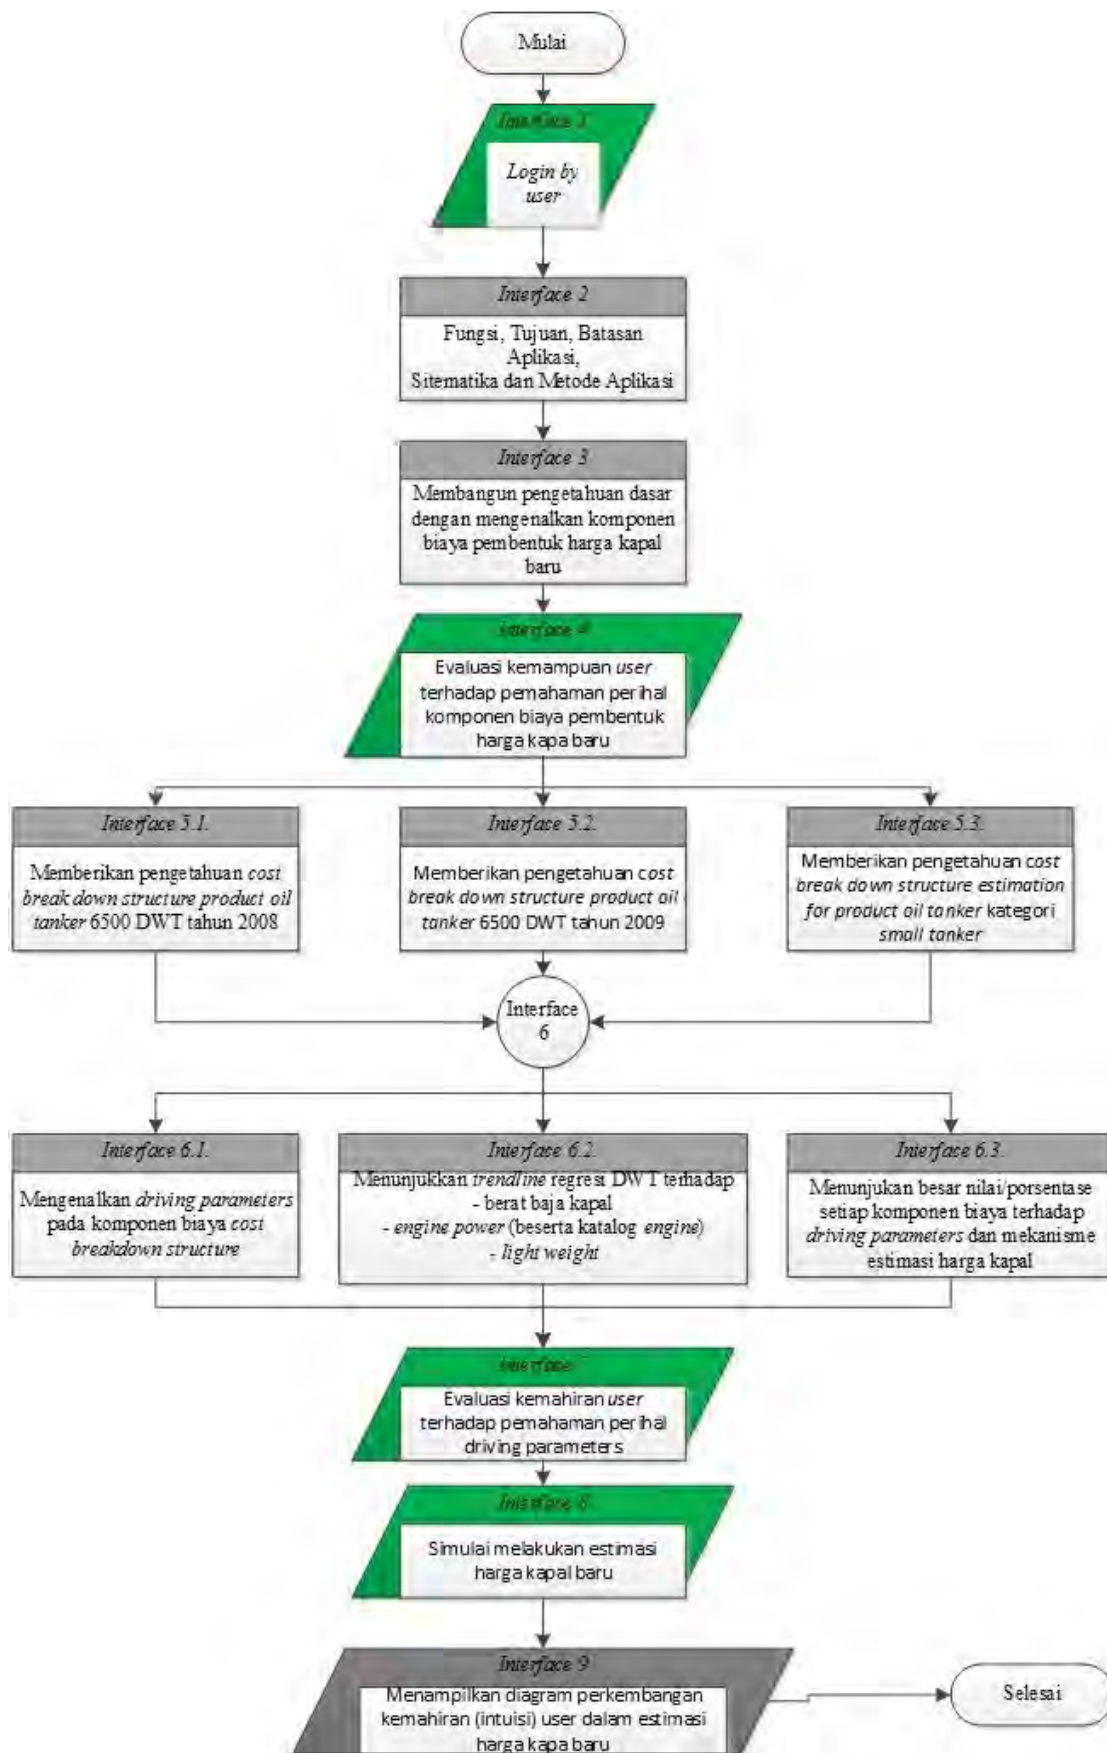 Mulai
Interface 1
Login by
user
Interface 2
Fungsi, Tujuan, Batasan
Aplikasi,
Sitematika dan Metode Aplikasi
Interface 3
Membangun pengetahuan dasar
dengan mengenalkan komponen
biaya pembentuk harga kapal
baru
Interface 4
Evaluasi kemampuan user
terhadap pemahaman perihal
komponen biaya pembentuk
harga kapa baru
Interface 5.1.
Memberikan pengetahuan cost
break down structure product oil
tanker 6500 DWT tahun 2008
Interface 5.2.
Memberikan pengetahuan cost
break down structure product oil
tanker 6500 DWT tahun 2009
Interface 5.3.
Memberikan pengetahuan cost
break down structure estimation
for product oil tanker kategori
small tanker
Interface
6
Interface 6.1.
Mengenalkan driving parameters
pada komponen biaya cost
breakdown structure
Interface 6.2.
Menunjukkan trendline regresi DWT terhadap
- berat baja kapal
- engine power (beserta katalog engine)
- light weight
Interface 6.3.
Menunjukan besar nilai/porsentase
setiap komponen biaya terhadap
driving parameters dan mekanisme
estimasi harga kapal
Interface
Evaluasi kemahiran user
terhadap pemahaman perihal
driving parameters
Interface 8
Simulai melakukan estimasi
harga kapal baru
Interface 9
Menampilkan diagram perkembangan
kemahiran (intuisi) user dalam estimasi
harga kapa baru
Selesai